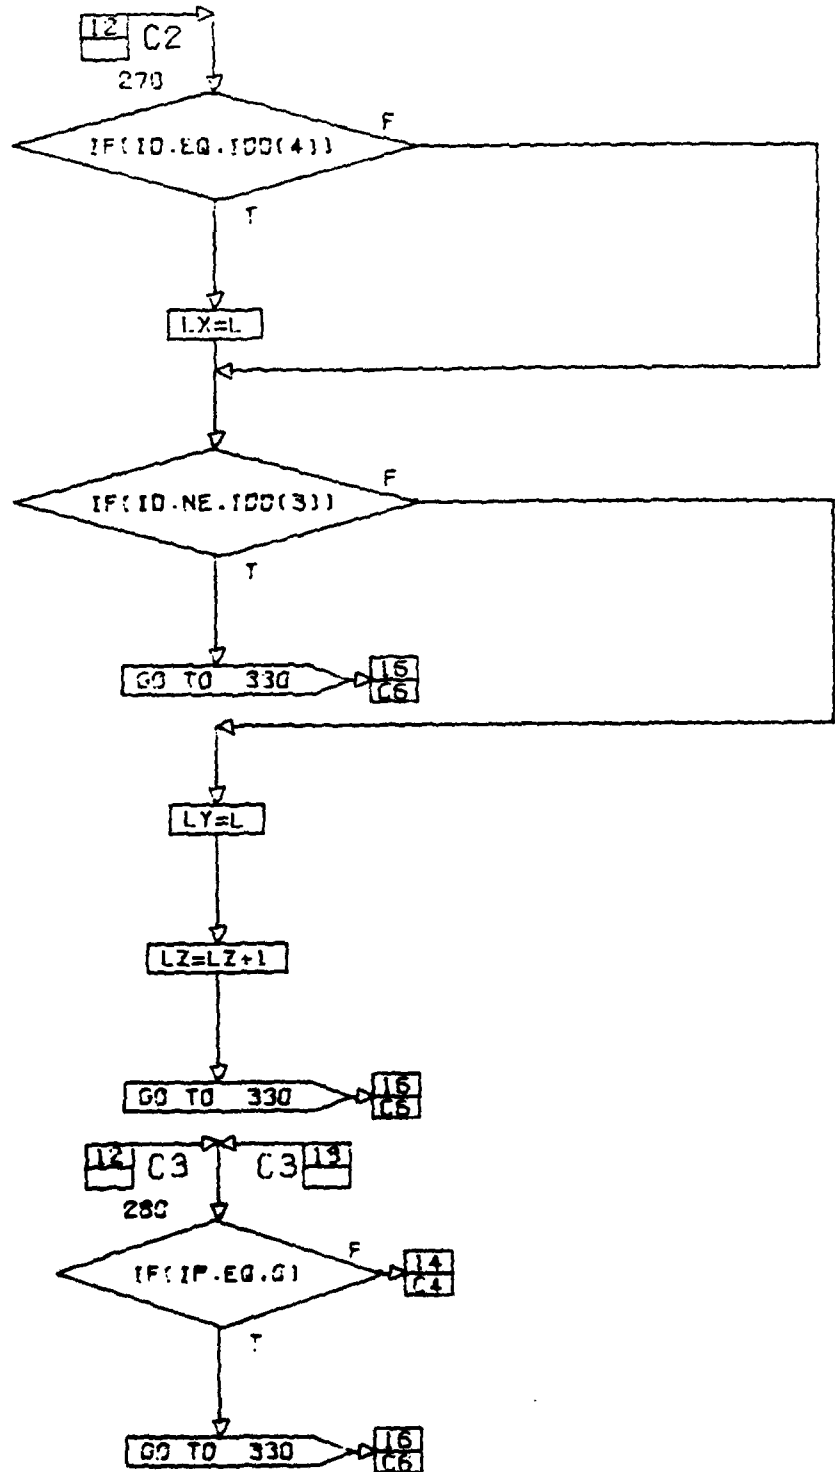 12 C2
270
F
IF(ID.EQ.IDD(4))
T
LX=L
F
IF(ID.NE.IDD(3))
T
GO TO 330
16
C6
LY=L
LZ=LZ+1
GO TO 330
16
C6
12 C3 C3 13
280
F
IF(IP.EQ.0)
14
C4
T
GO TO 330
16
C6